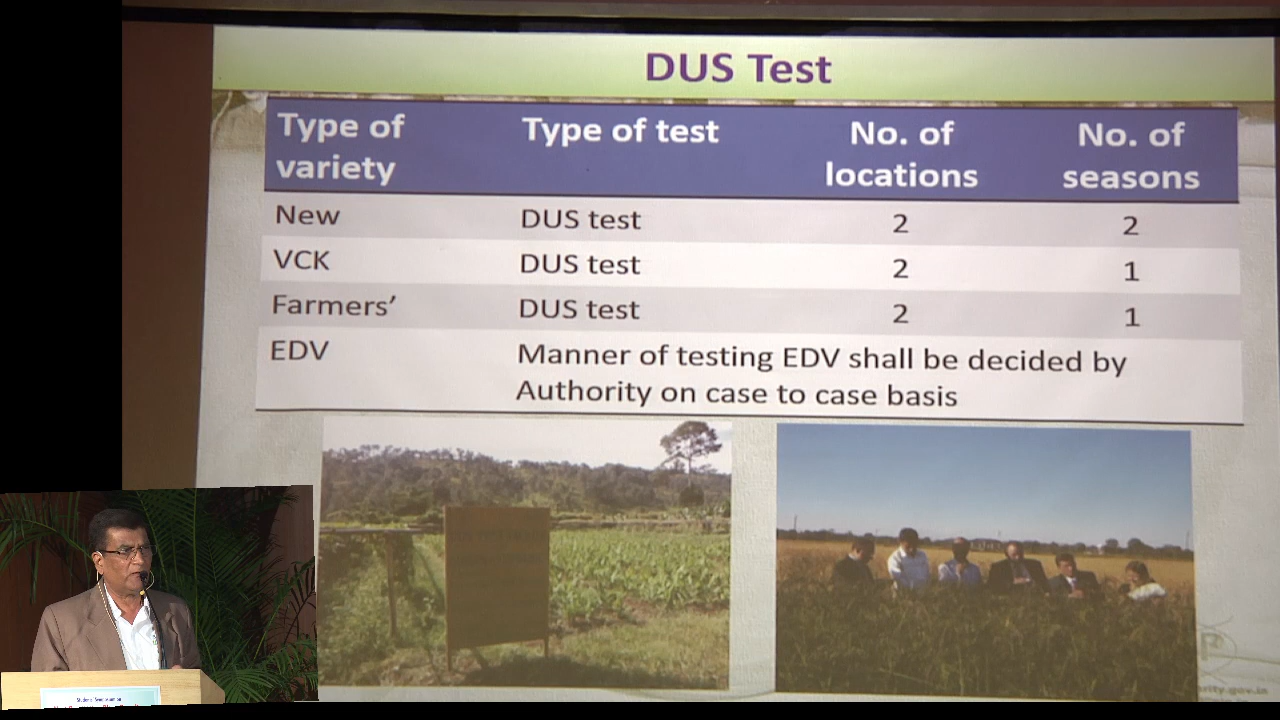 DUS Test
Type of variety Type of test No. of locations No. of seasons
New DUS test 2 2
VCK DUS test 2 1
Farmers’ DUS test 2 1
EDV Manner of testing EDV shall be decided by
Authority on case to case basis